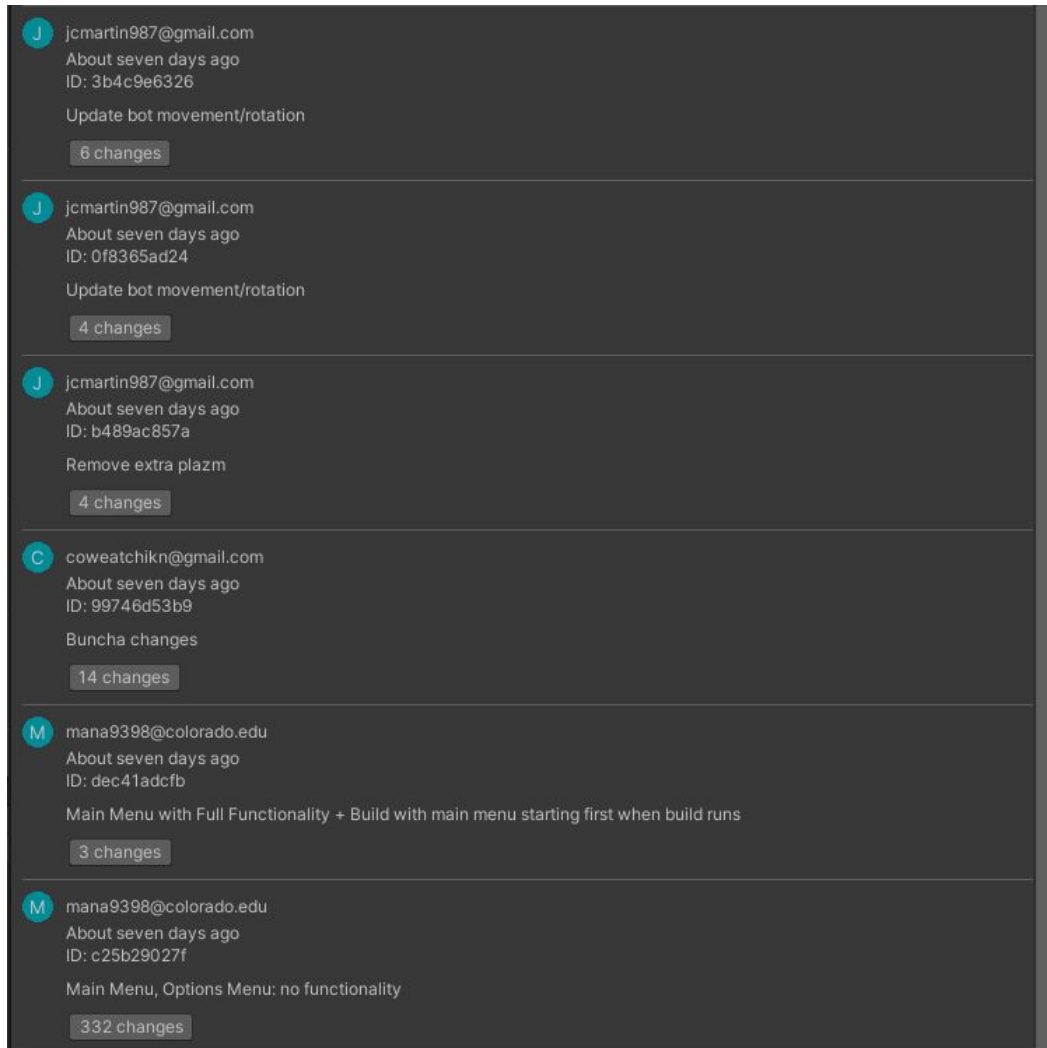 J jcmartin987@gmail.com
About seven days ago
ID: 3b4c9e6326
Update bot movement/rotation
6 changes
J jcmartin987@gmail.com
About seven days ago
ID: 0f8365ad24
Update bot movement/rotation
4 changes
J jcmartin987@gmail.com
About seven days ago
ID: b489ac857a
Remove extra plazm
4 changes
C coweatchikn@gmail.com
About seven days ago
ID: 99746d53b9
Buncha changes
14 changes
M mana9398@colorado.edu
About seven days ago
ID: dec41adcfb
Main Menu with Full Functionality + Build with main menu starting first when build runs
3 changes
M mana9398@colorado.edu
About seven days ago
ID: c25b29027f
Main Menu, Options Menu: no functionality
332 changes